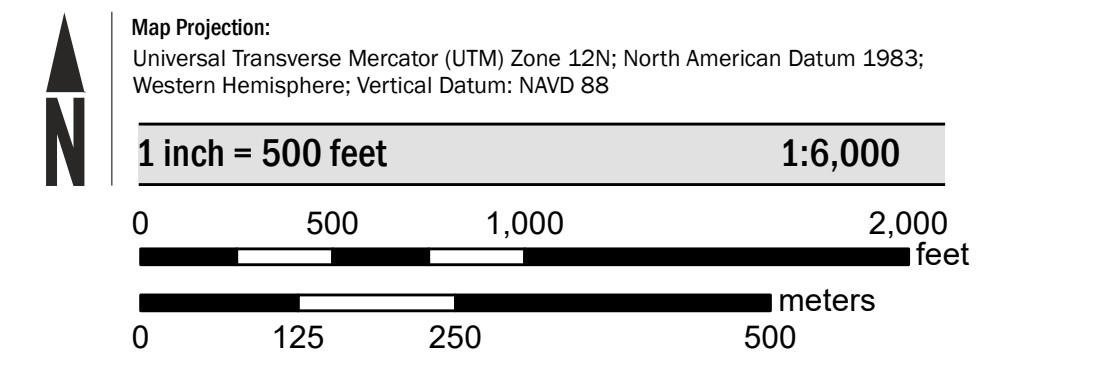 N
Map Projection:
Universal Transverse Mercator (UTM) Zone 12N; North American Datum 1983;
Western Hemisphere; Vertical Datum: NAVD 88
1 inch = 500 feet 1:6,000
0 500 1,000 2,000
feet
meters
0 125 250 500